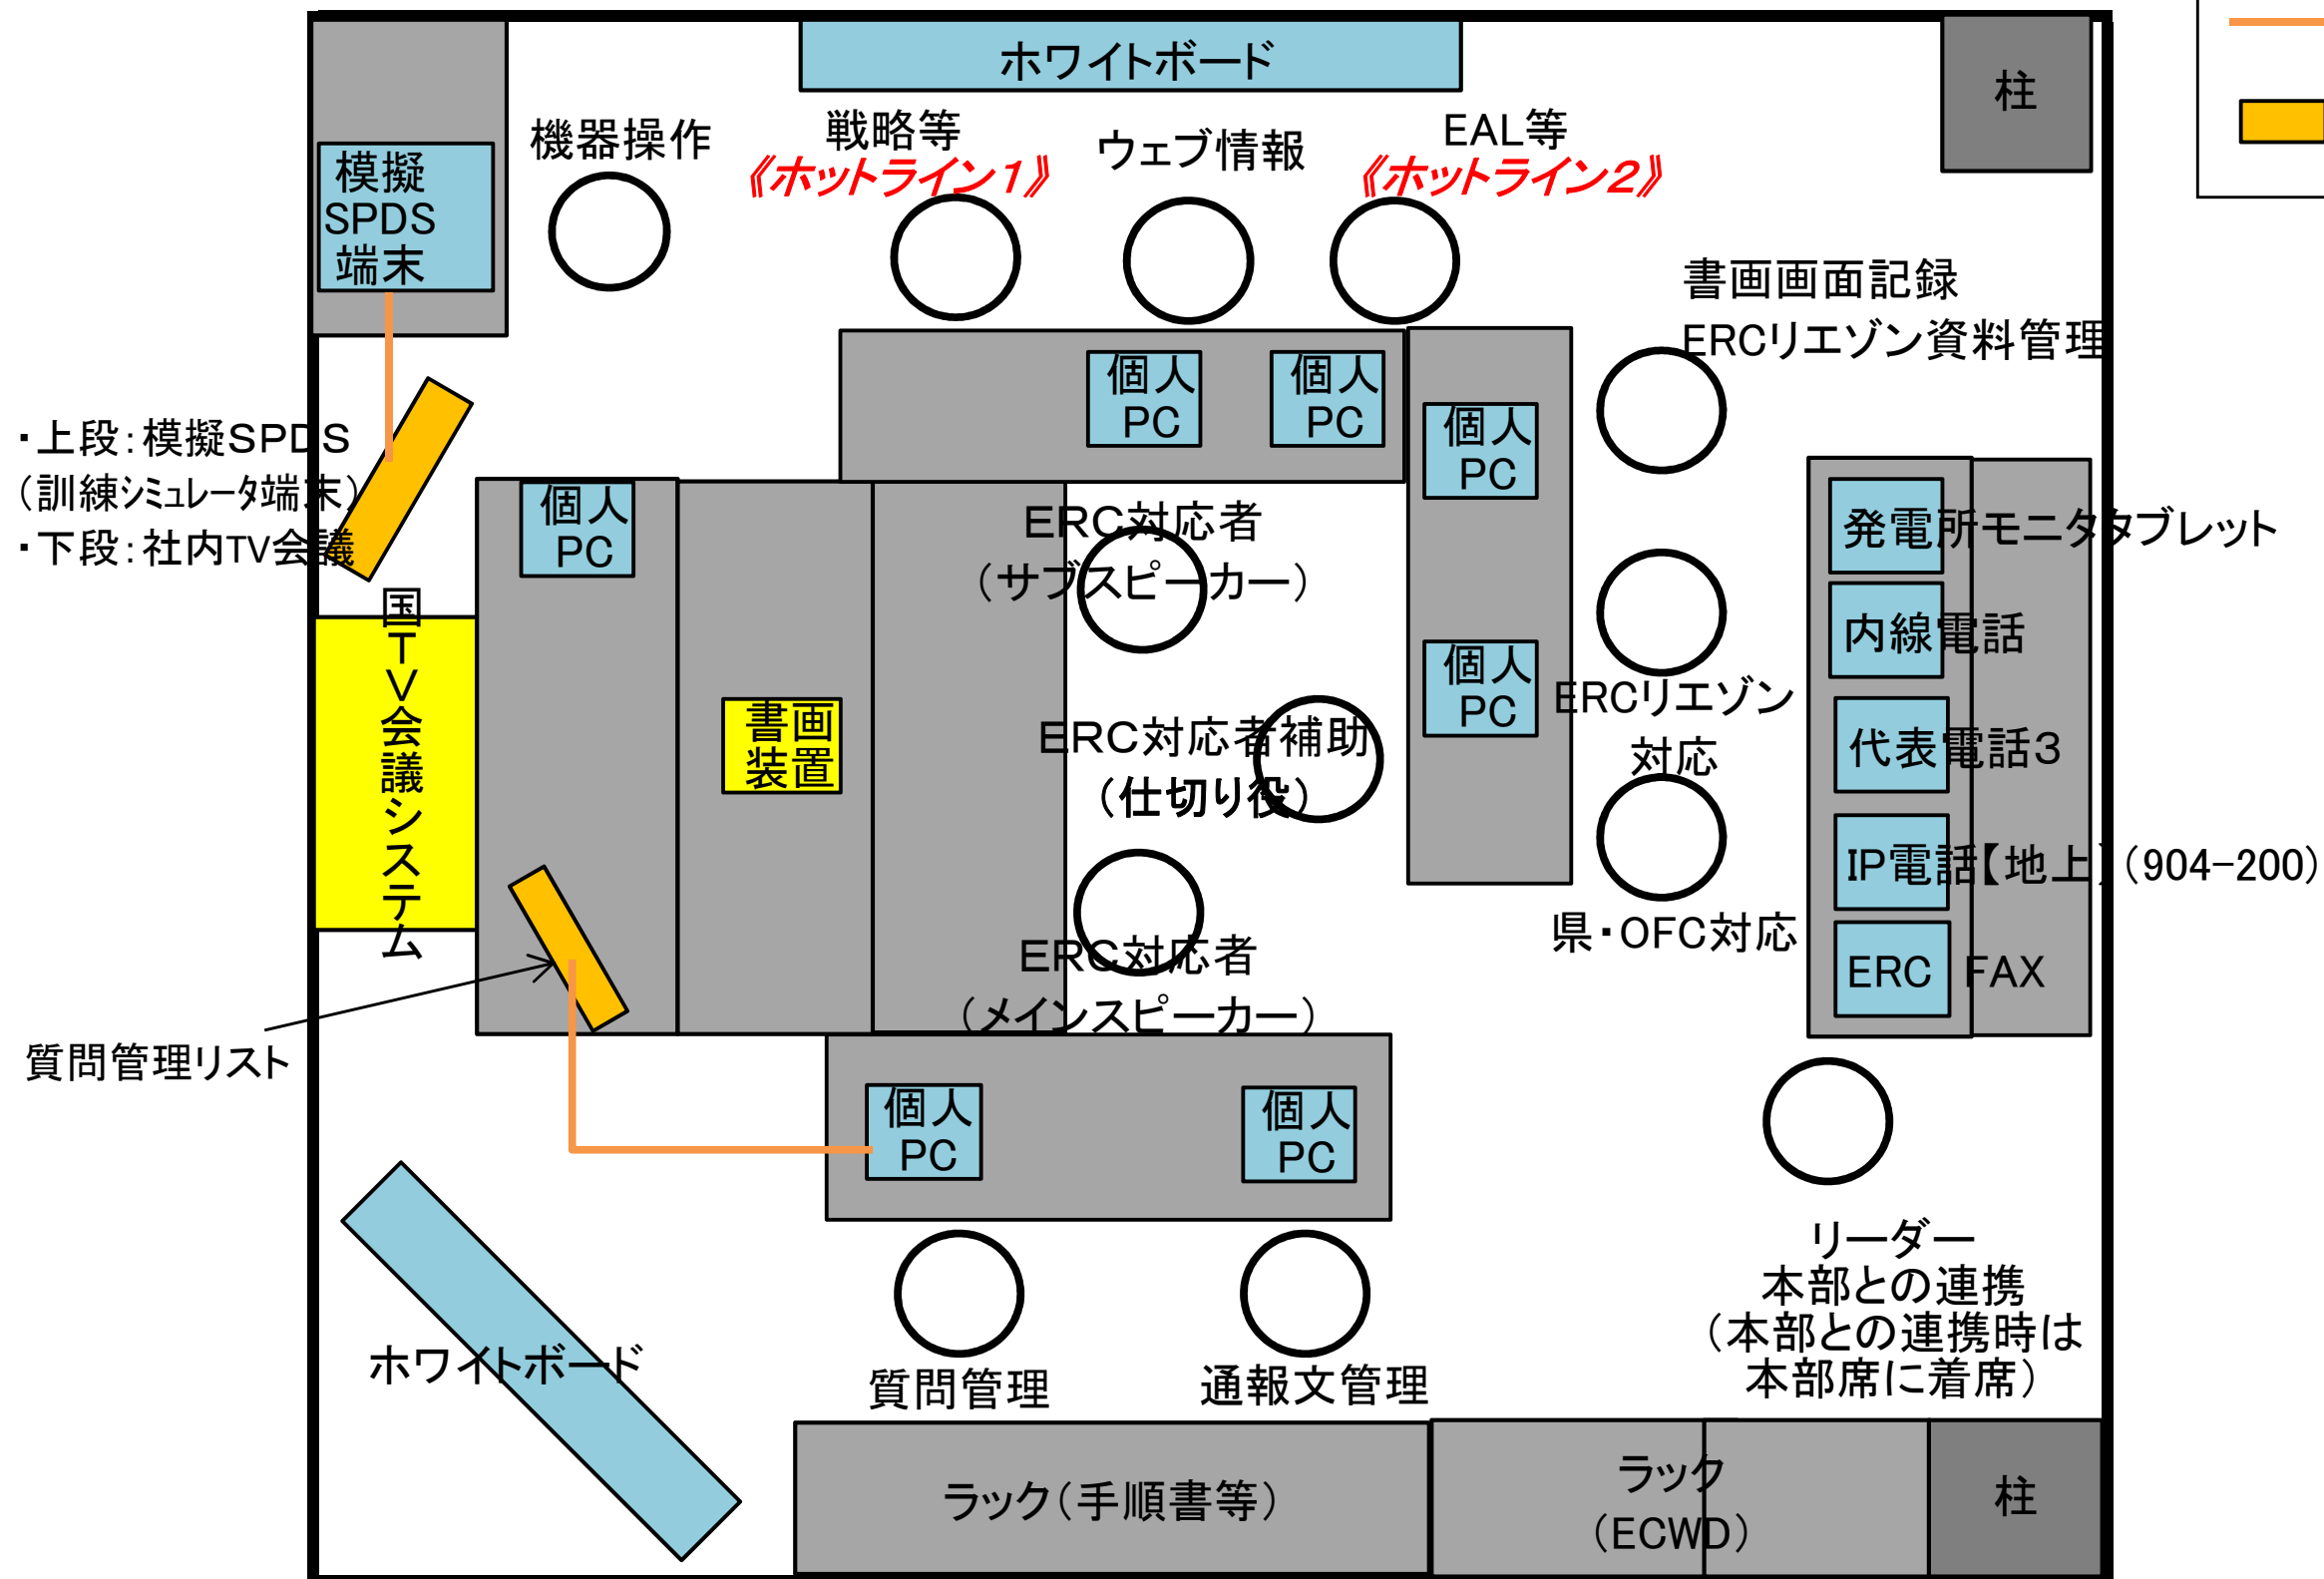 ホワイトボード
柱
機器操作
戦略等
《ホットライン1》
ウェブ情報
EAL等
《ホットライン2》
模擬
SPDS
端末
書画画面記録
ERCリエゾン資料管理
個人
PC
個人
PC
個人
PC
・上段：模擬SPDS
（訓練シミュレータ端末）
・下段：社内TV会議
個人
PC
ERC対応者
（サブスピーカー）
発電所モニタタブレット
内線電話
国TV会議システム
書画
装置
個人
PC
ERCリエゾン
対応
ERC対応者補助
（仕切り役）
代表電話3
IP電話【地上】（904-200）
県・OFC対応
ERC対応者
（メインスピーカー）
ERC　FAX
質問管理リスト
個人
PC
個人
PC
リーダー
本部との連携
（本部との連携時は
本部席に着席）
ホワイトボード
質問管理
通報文管理
ラック（手順書等）
ラック
（ECWD）
柱